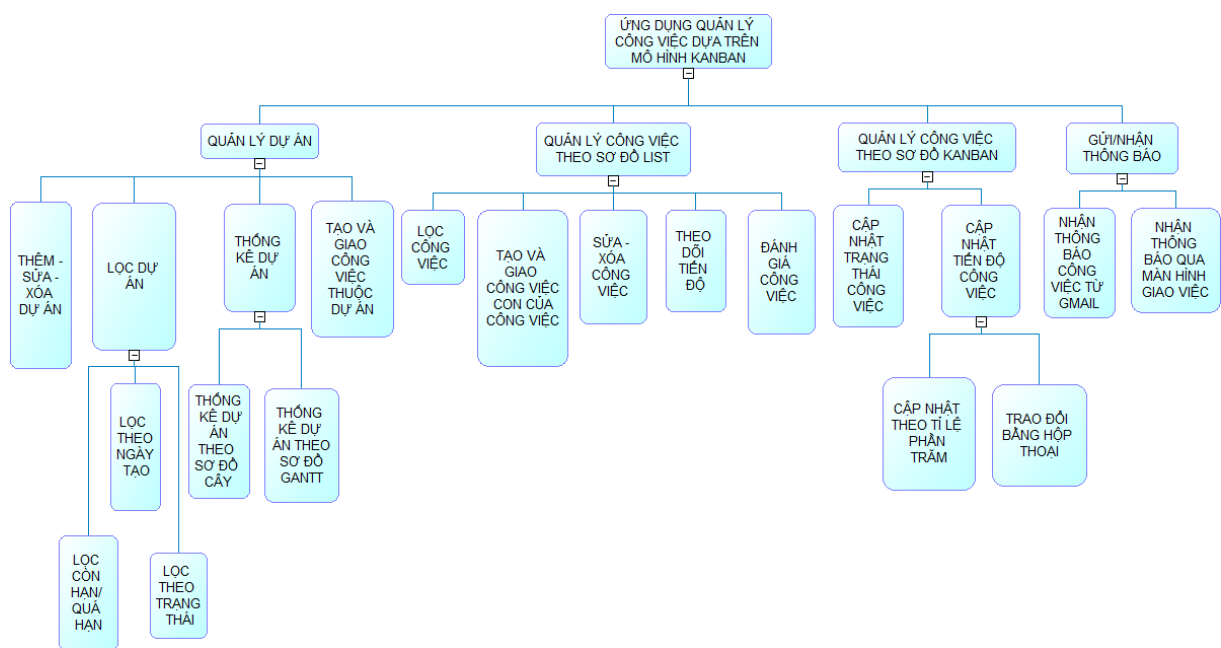 ỨNG DỤNG QUẢN LÝ
CÔNG VIỆC DỰA TRÊN
MÔ HÌNH KANBAN
QUẢN LÝ DỰ ÁN
QUẢN LÝ CÔNG VIỆC
THEO SƠ ĐỒ LIST
QUẢN LÝ CÔNG VIỆC
THEO SƠ ĐỒ KANBAN
GỬI/NHẬN
THÔNG BÁO
THÊM -
SỬA -
XÓA
DỰ ÁN
LỌC DỰ
ÁN
THỐNG
KÊ DỰ
ÁN
TẠO VÀ
GIAO
CÔNG
VIỆC
THUỘC
DỰ ÁN
LỌC
CÔNG
VIỆC
TẠO VÀ
GIAO
CÔNG VIỆC
CON CỦA
CÔNG VIỆC
SỬA -
XÓA
CÔNG
VIỆC
THEO
DÕI
TIẾN
ĐỘ
ĐÁNH
GIÁ
CÔNG
VIỆC
CẬP
NHẬT
TRẠNG
THÁI
CÔNG
VIỆC
CẬP
NHẬT
TIẾN ĐỘ
CÔNG
VIỆC
NHẬN
THÔNG
BÁO
CÔNG
VIỆC TỪ
GMAIL
NHẬN
THÔNG
BÁO QUA
MÀN HÌNH
GIAO VIỆC
LỌC
THEO
NGÀY
TẠO
THỐNG
KÊ DỰ
ÁN
THEO
SƠ ĐỒ
CÂY
THỐNG
KÊ DỰ
ÁN THEO
SƠ ĐỒ
GANTT
CẬP NHẬT
THEO TỈ LỆ
PHẦN
TRĂM
TRAO ĐỔI
BẰNG HỘP
THOẠI
LỌC
CÒN
HẠN/
QUÁ
HẠN
LỌC
THEO
TRẠNG
THÁI